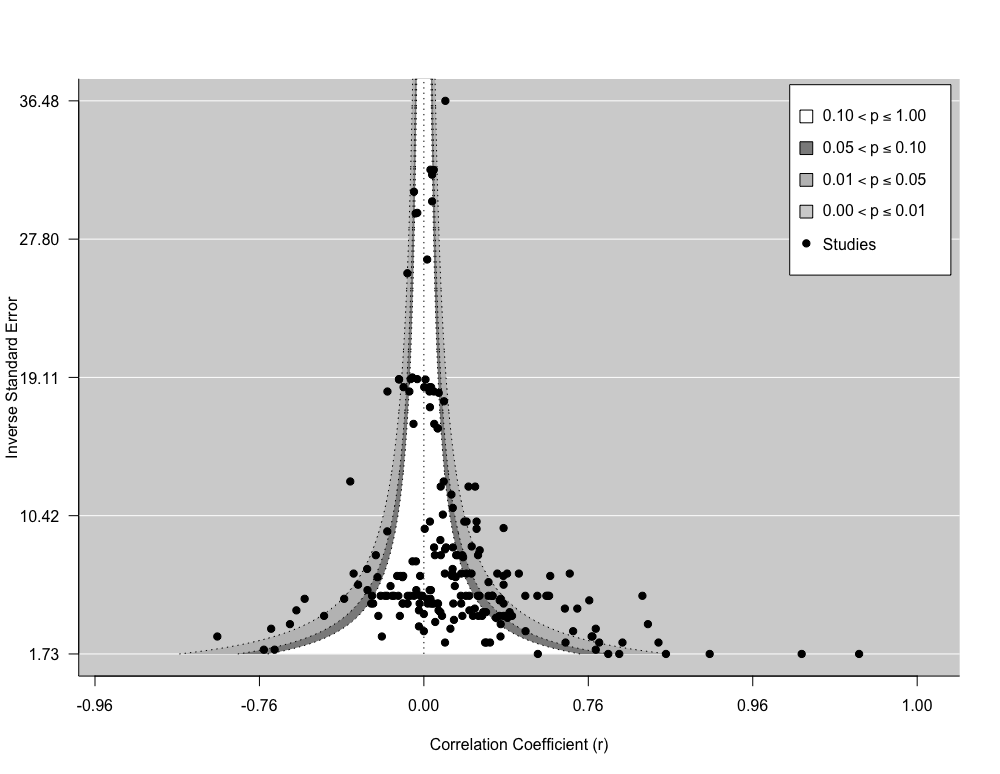 36.48
27.80
19.11
10.42
1.73
Inverse Standard Error
-0.96
-0.76
0.00
0.76
0.96
1.00
Correlation Coefficient (r)
0.10 < p ≤ 1.00
0.05 < p ≤ 0.10
0.01 < p ≤ 0.05
0.00 < p ≤ 0.01
Studies